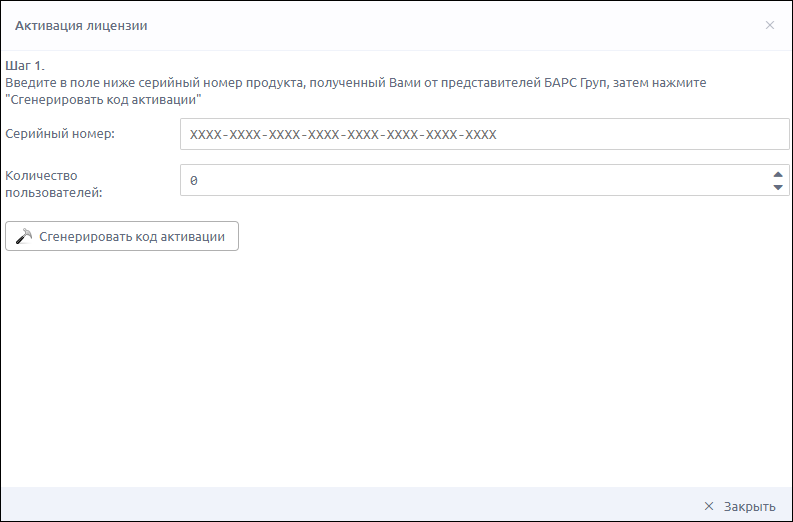 Активация лицензии
Шаг 1.
Введите в поле ниже серийный номер продукта, полученный Вами от представителей БАРС Груп, затем нажмите
"Сгенерировать код активации"
Серийный номер:
XXXX-XXXX-XXXX-XXXX-XXXX-XXXX-XXXX-XXXX
Количество
пользователей:
0
Сгенерировать код активации
Закрыть